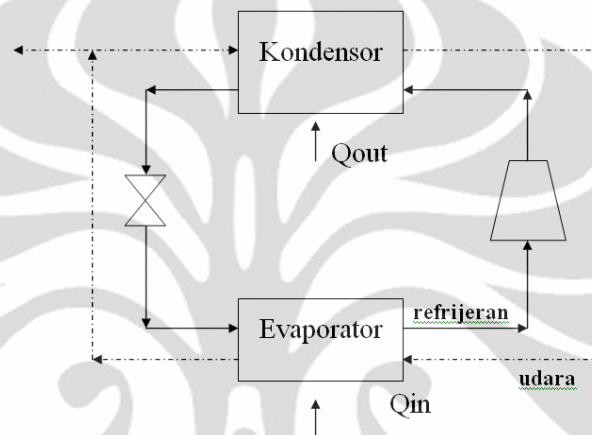 Kondensor
Qout
refrijeran
Evaporator
udara
Qin